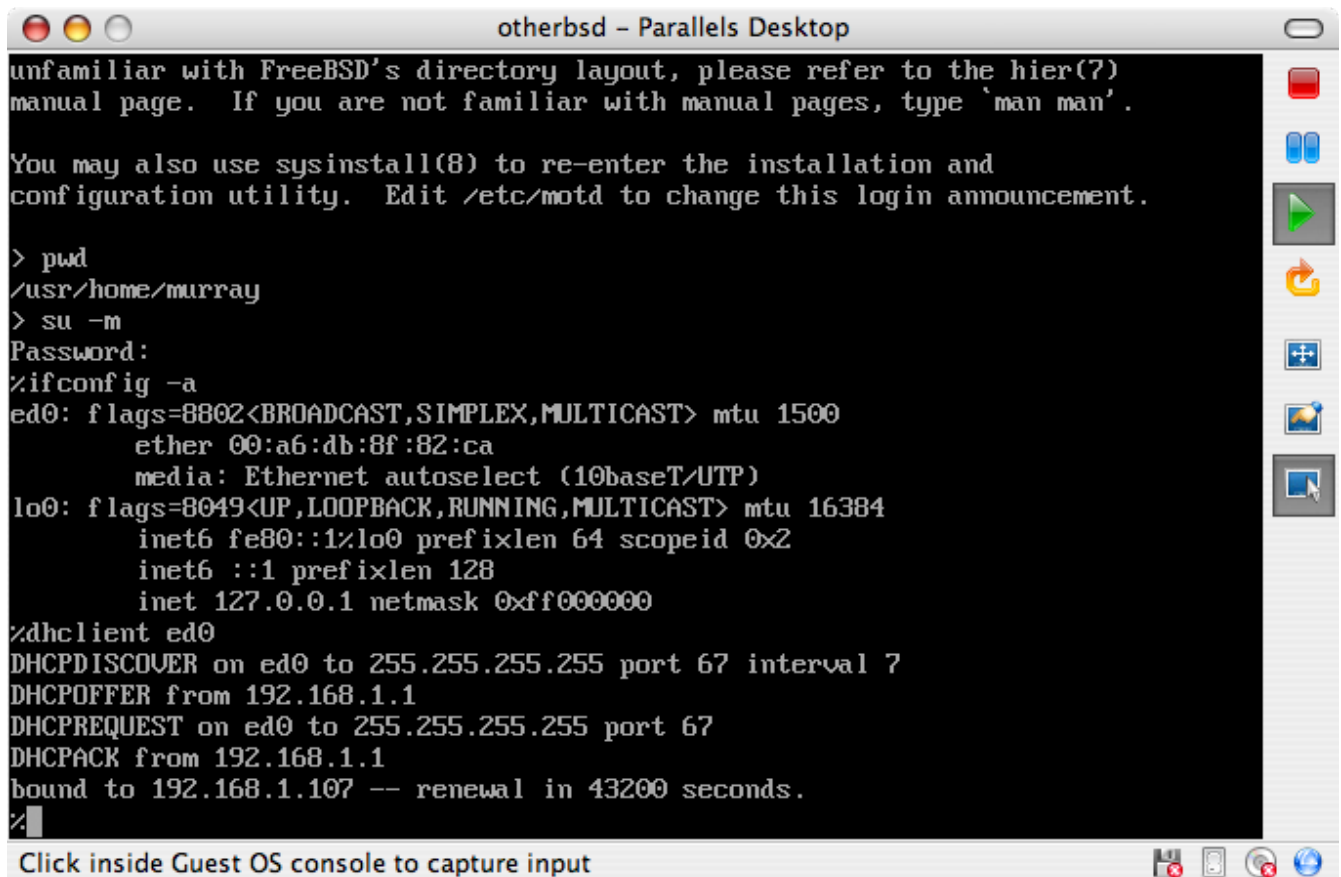 otherbsd – Parallels Desktop
unfamiliar with FreeBSD's directory layout, please refer to the hier(7)
manual page.  If you are not familiar with manual pages, type `man man'.
You may also use sysinstall(8) to re-enter the installation and
configuration utility.  Edit /etc/motd to change this login announcement.
> pwd
/usr/home/murray
> su -m
Password:
%ifconfig -a
ed0: flags=8802<BROADCAST,SIMPLEX,MULTICAST> mtu 1500
        ether 00:a6:db:8f:82:ca
        media: Ethernet autoselect (10baseT/UTP)
lo0: flags=8049<UP,LOOPBACK,RUNNING,MULTICAST> mtu 16384
        inet6 fe80::1%lo0 prefixlen 64 scopeid 0x2
        inet6 ::1 prefixlen 128
        inet 127.0.0.1 netmask 0xff000000
%dhclient ed0
DHCPDISCOVER on ed0 to 255.255.255.255 port 67 interval 7
DHCPOFFER from 192.168.1.1
DHCPREQUEST on ed0 to 255.255.255.255 port 67
DHCPACK from 192.168.1.1
bound to 192.168.1.107 -- renewal in 43200 seconds.
%
Click inside Guest OS console to capture input